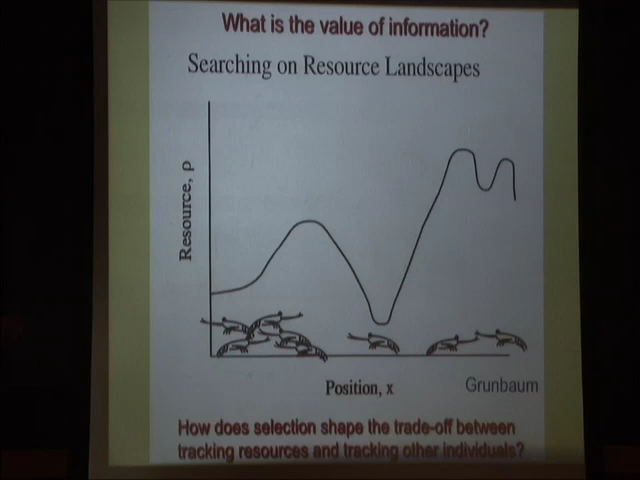 What is the value of information?
Searching on Resource Landscapes
Resource, ρ
Position, x
Grunbaum
How does selection shape the trade-off between
tracking resources and tracking other individuals?